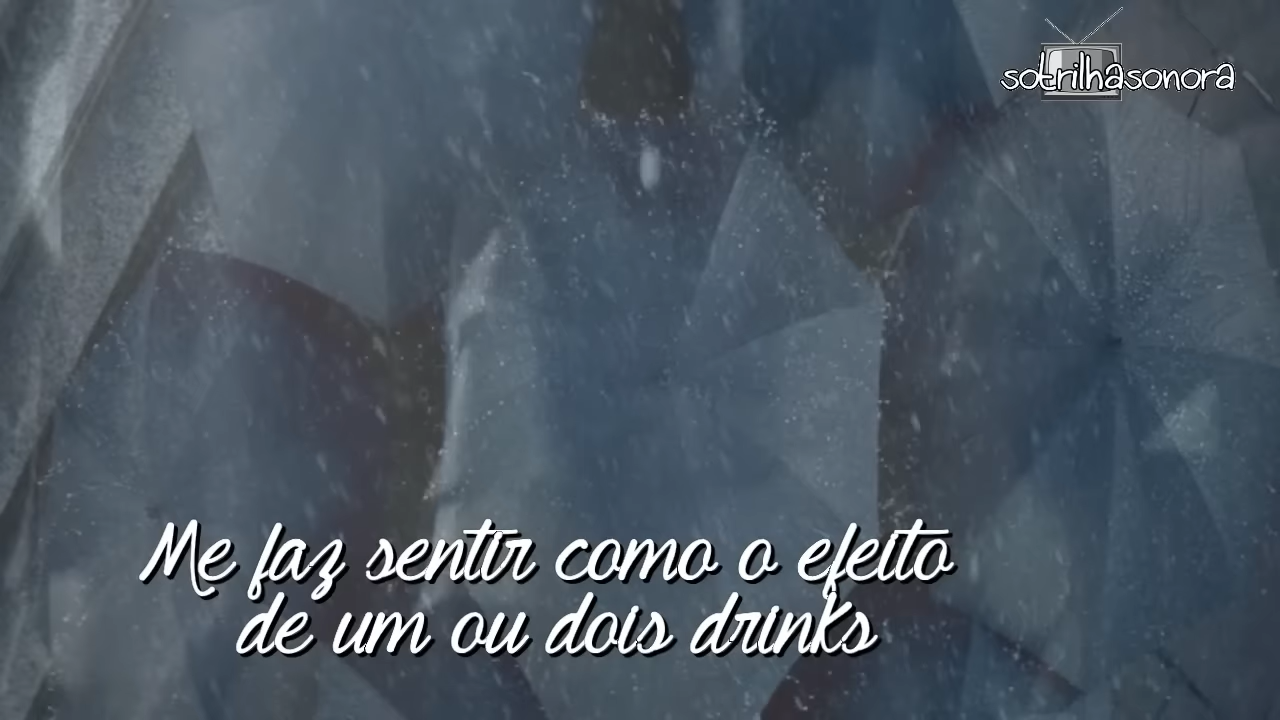 sotrilhasonora
Me faz sentir como o efeito
de um ou dois drinks